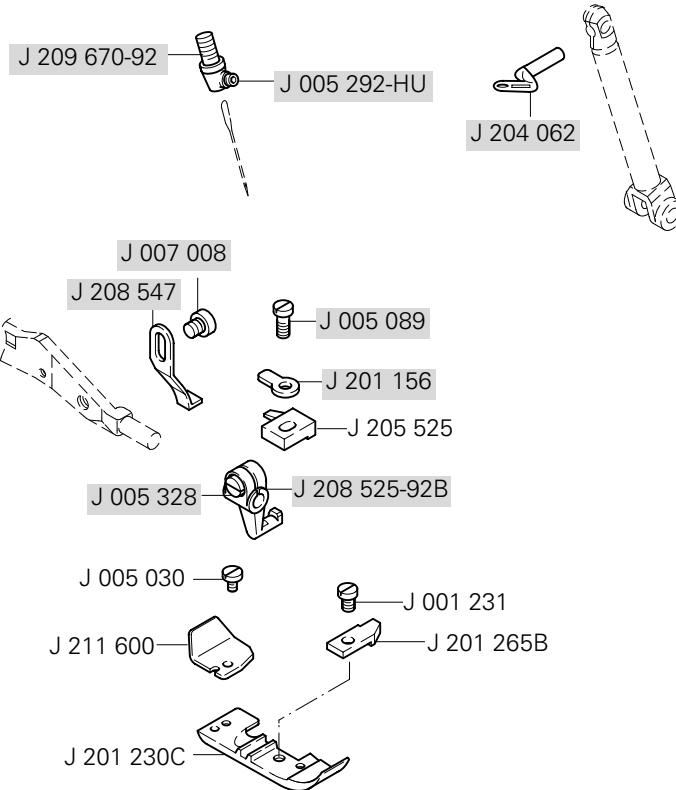 J 209 670-92
J 005 292-HU
J 204 062
J 007 008
J 208 547
J 005 089
J 201 156
J 205 525
J 005 328
J 208 525-92B
J 005 030
J 001 231
J 211 600
J 201 265B
J 201 230C